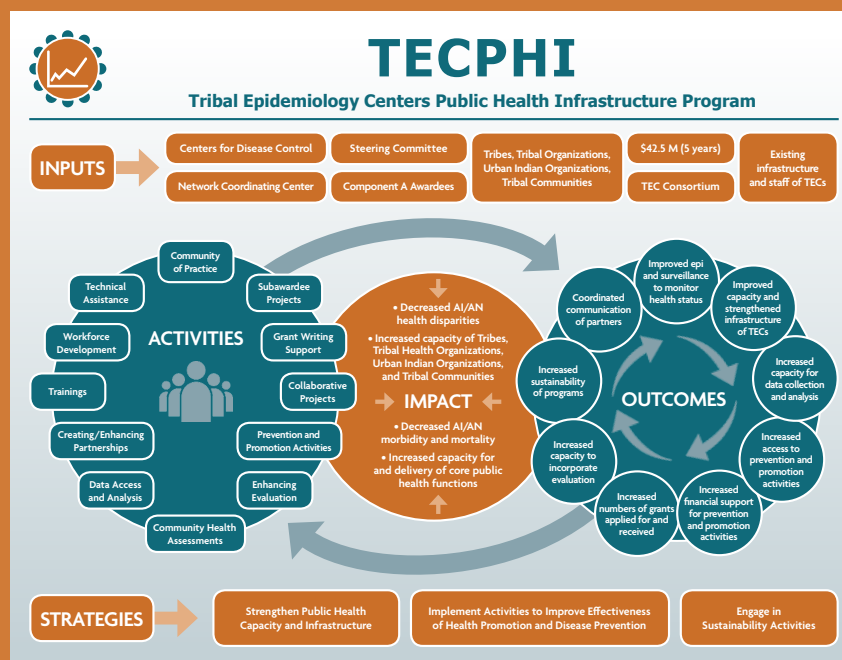 TECPHI
Tribal Epidemiology Centers Public Health Infrastructure Program
INPUTS
Centers for Disease Control
Network Coordinating Center
Steering Committee
Component A Awardees
Tribes, Tribal Organizations,
Urban Indian Organizations,
Tribal Communities
$42.5 M (5 years)
TEC Consortium
Existing
infrastructure
and staff of TECs
ACTIVITIES
Community
of Practice
Subawardee
Projects
Grant Writing
Support
Collaborative
Projects
Prevention and
Promotion Activities
Enhancing
Evaluation
Community Health
Assessments
Data Access
and Analysis
Creating/Enhancing
Partnerships
Trainings
Workforce
Development
Technical
Assistance
• Decreased AI/AN
health disparities
• Increased capacity of Tribes,
Tribal Health Organizations,
Urban Indian Organizations,
and Tribal Communities
IMPACT
• Decreased AI/AN
morbidity and mortality
• Increased capacity for
and delivery of core public
health functions
OUTCOMES
Improved epi
and surveillance
to monitor
health status
Improved
capacity and
strengthened
infrastructure
of TECs
Increased
capacity for
data collection
and analysis
Increased
access to
prevention and
promotion
activities
Increased
financial support
for prevention
and promotion
activities
Increased
numbers of grants
applied for and
received
Increased
capacity to
incorporate
evaluation
Increased
sustainability
of programs
Coordinated
communication
of partners
STRATEGIES
Strengthen Public Health
Capacity and Infrastructure
Implement Activities to Improve Effectiveness
of Health Promotion and Disease Prevention
Engage in
Sustainability Activities